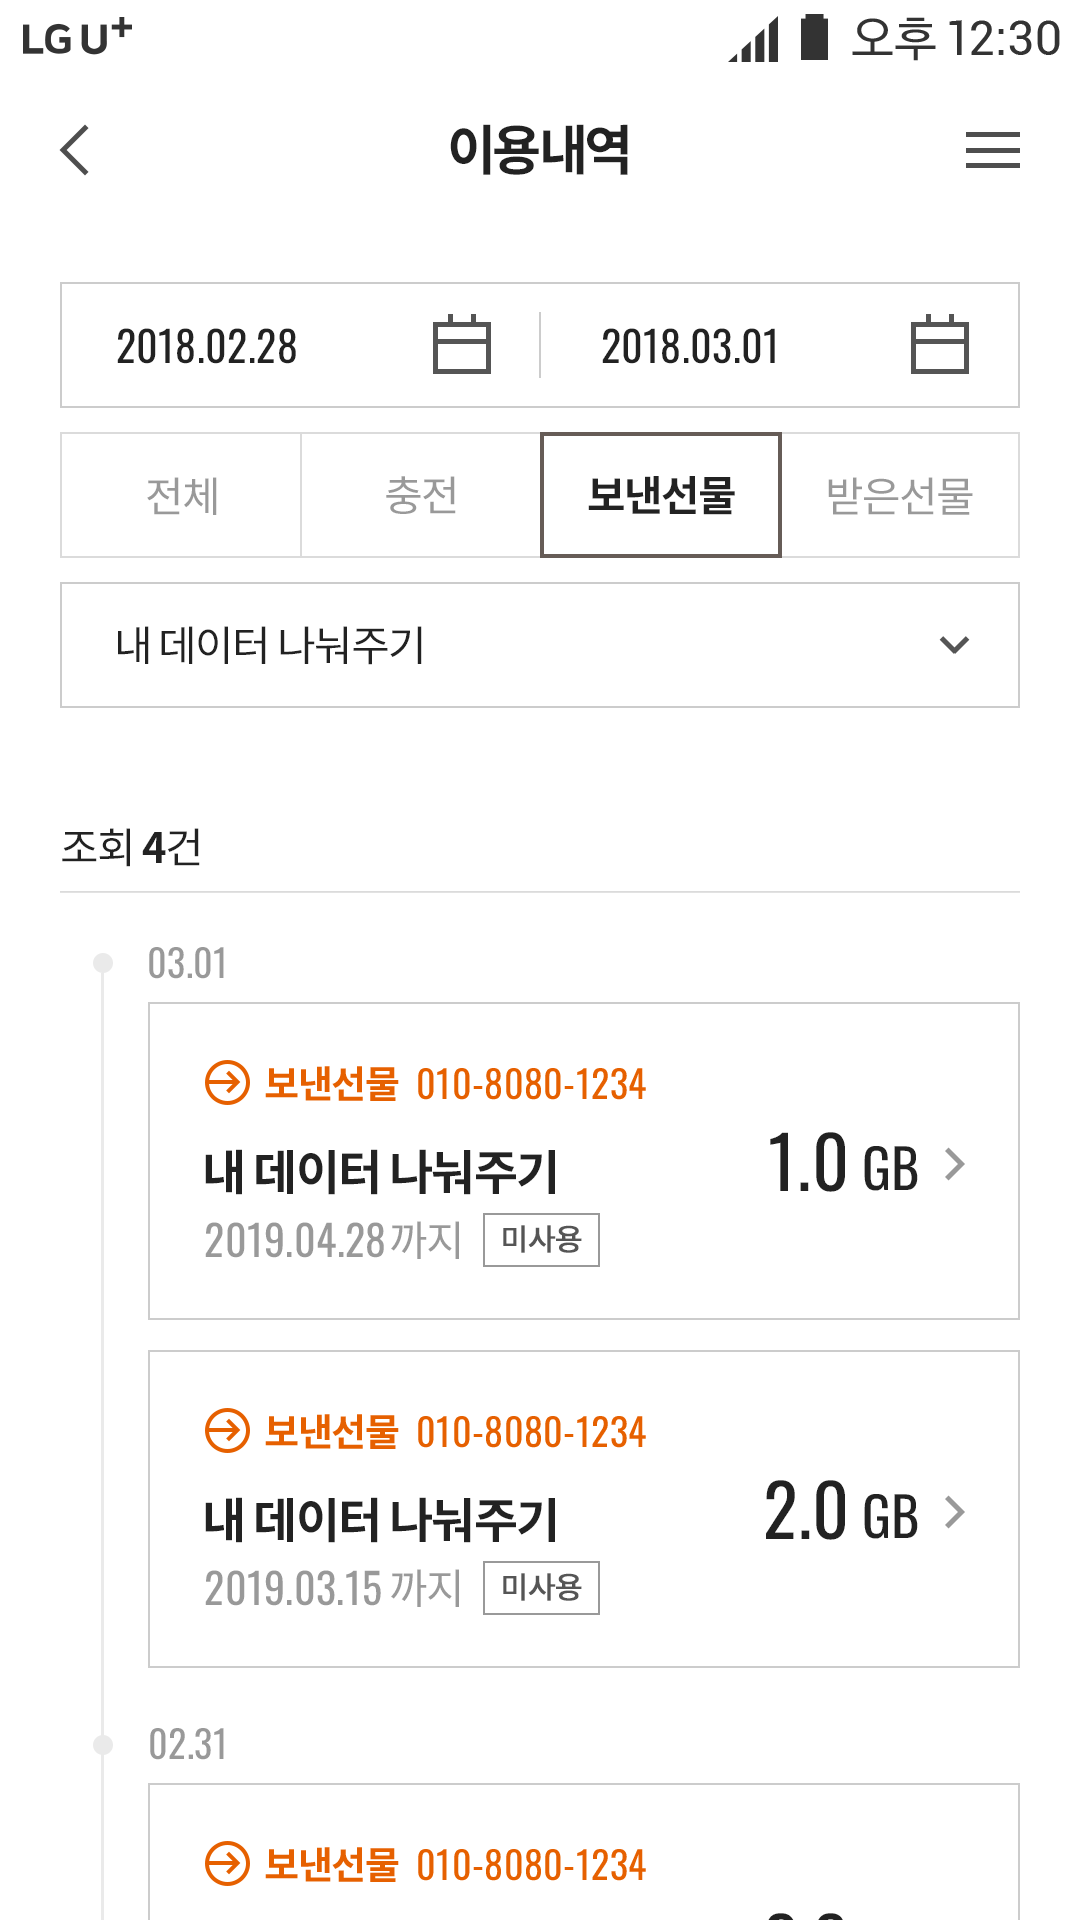 LG U+ 오후 12:30
이용내역
2018.02.28 2018.03.01
전체 충전 보낸선물 받은선물
내 데이터 나눠주기
조회 4건
03.01
보낸선물 010-8080-1234
내 데이터 나눠주기 1.0 GB
2019.04.28 까지 미사용
보낸선물 010-8080-1234
내 데이터 나눠주기 2.0 GB
2019.03.15 까지 미사용
02.31
보낸선물 010-8080-1234